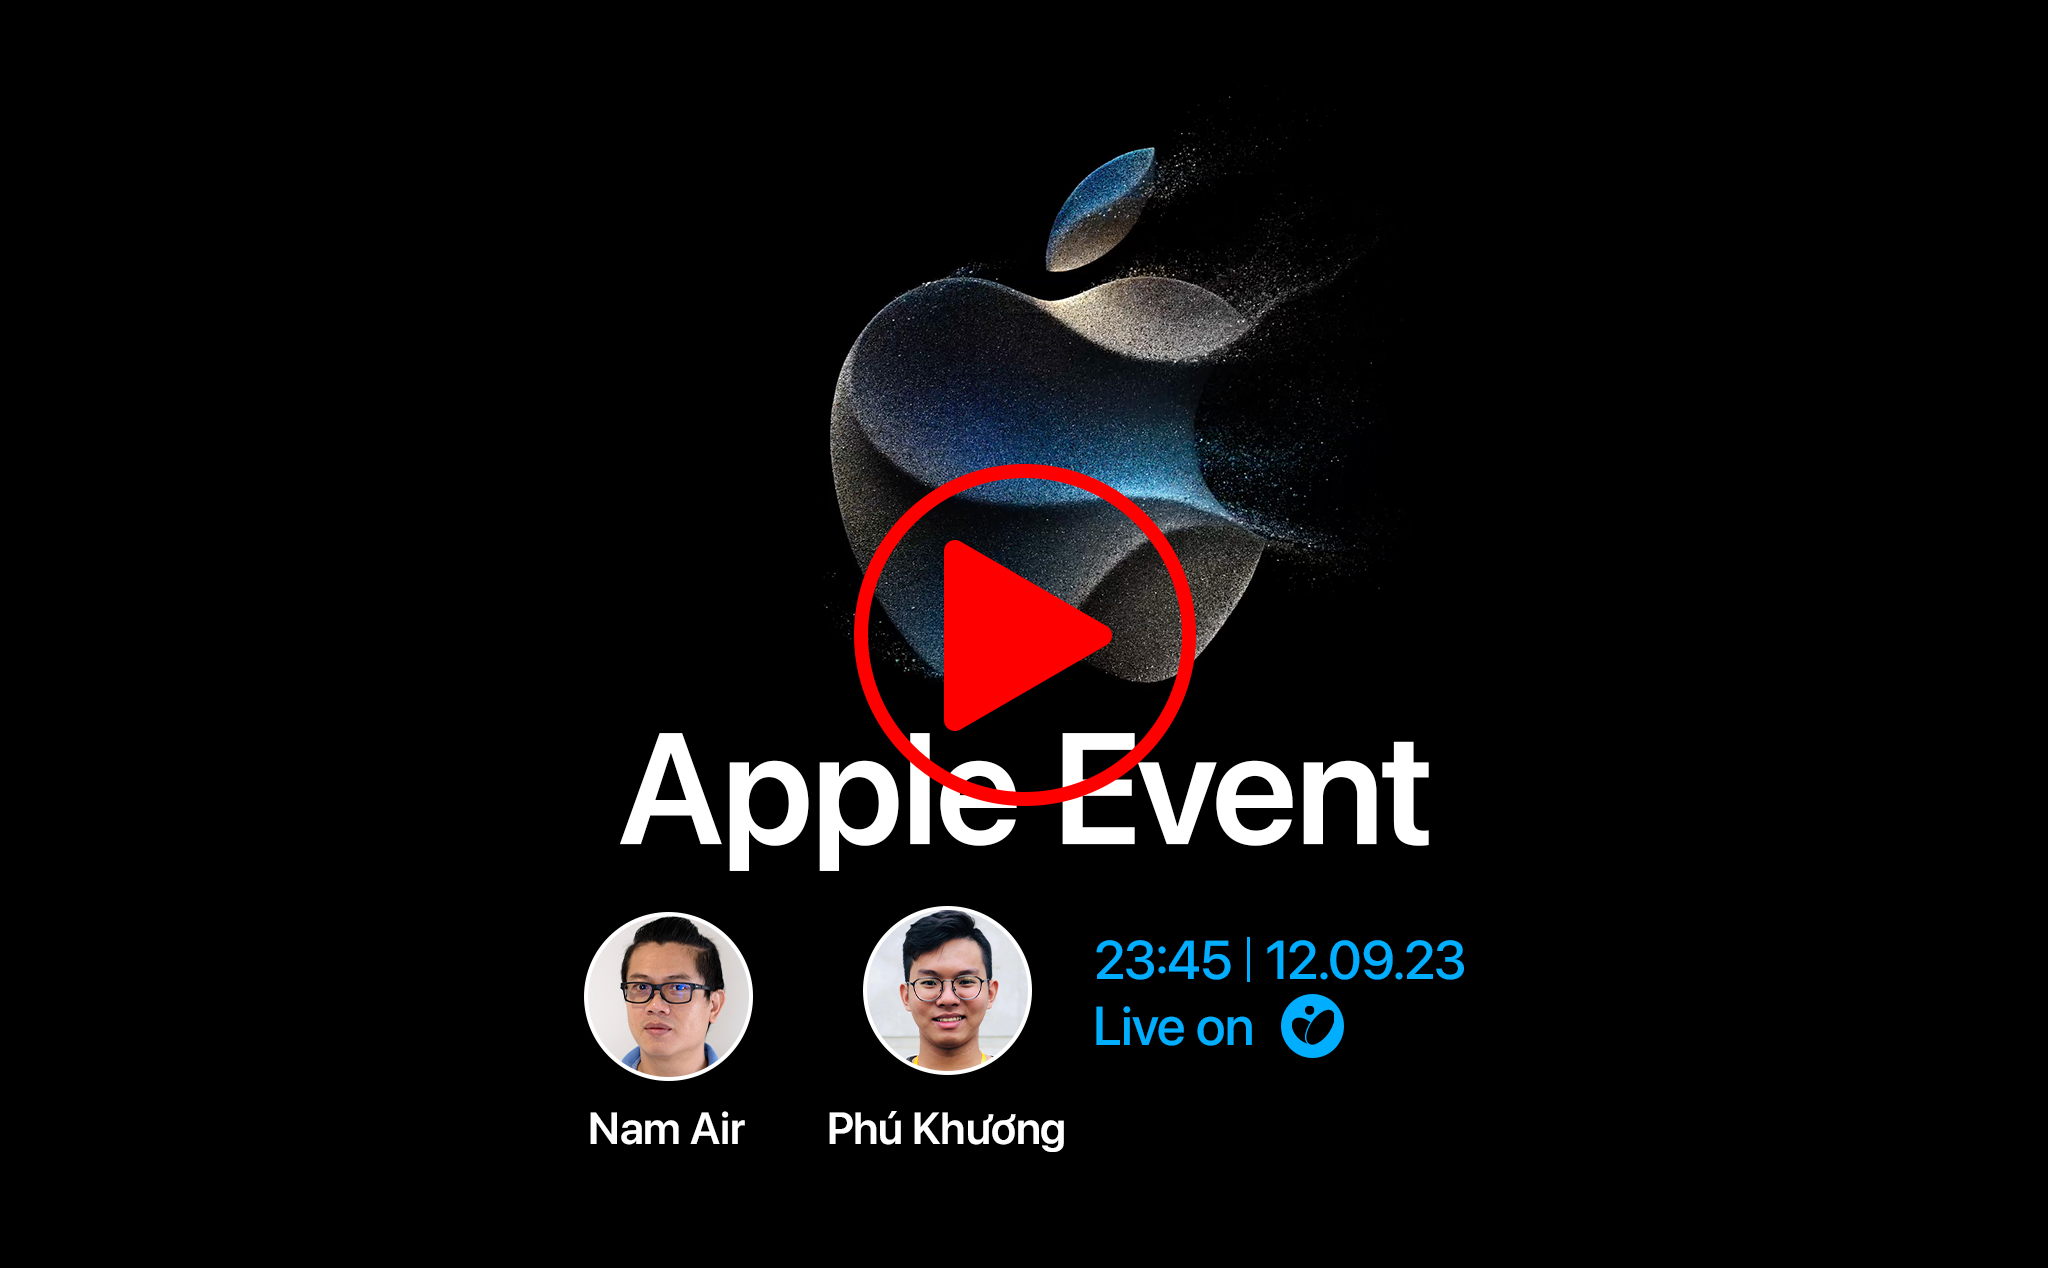 Apple Event
23:45 | 12.09.23
Live on
Nam Air
Phú Khương